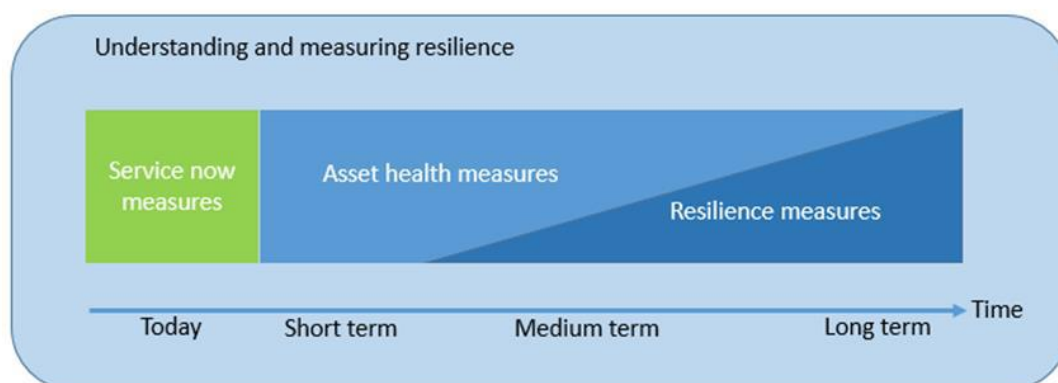 Understanding and measuring resilience
Service now
measures
Asset health measures
Resilience measures
Time
Today
Short term
Medium term
Long term